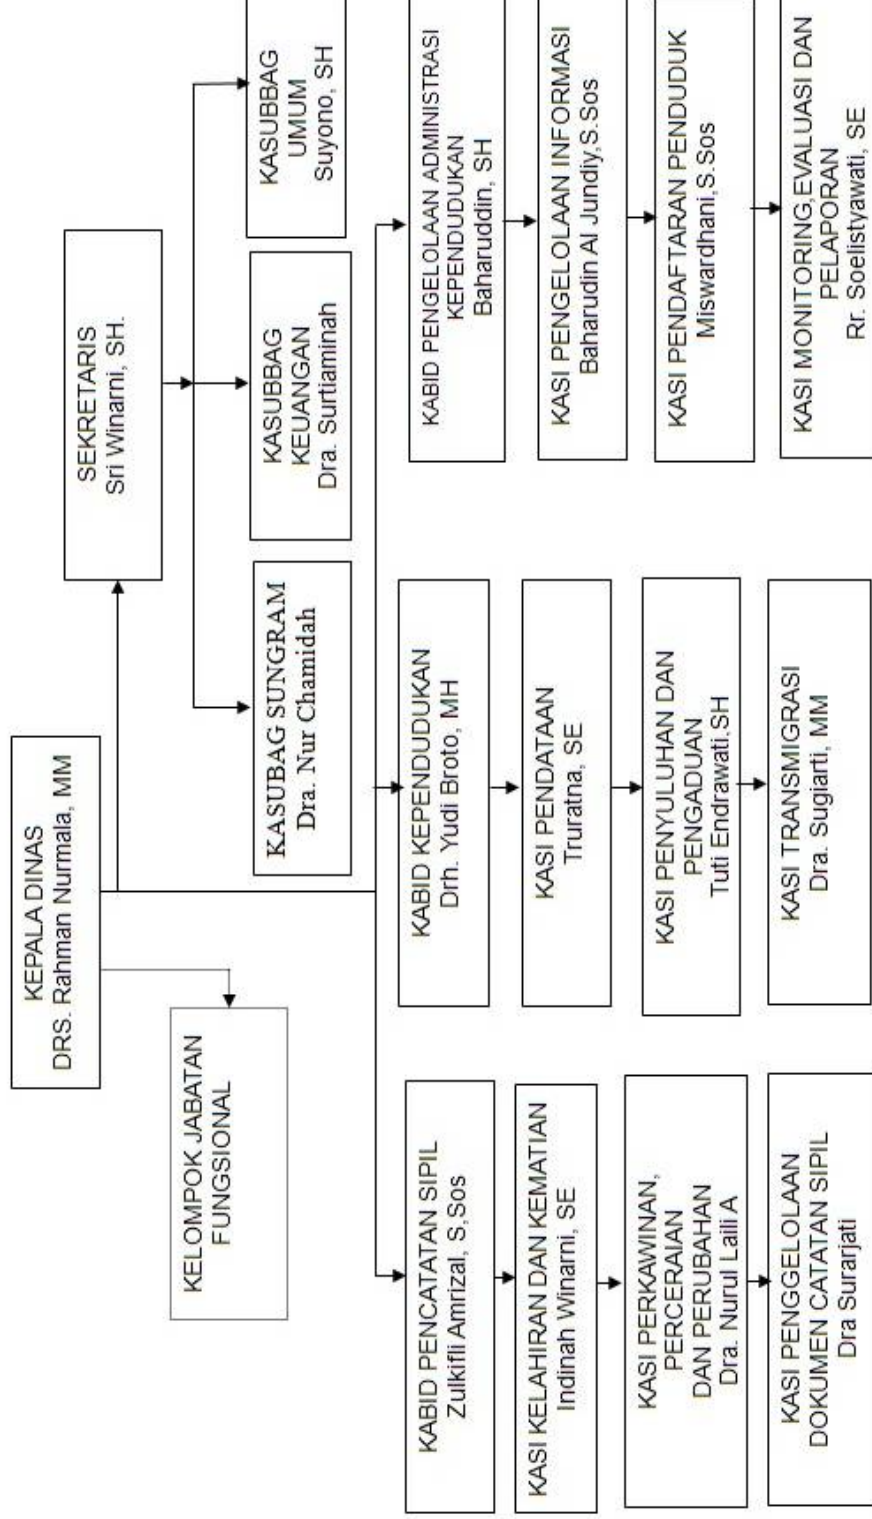 KEPALA DINAS
DRS. Rahman Nurmala, MM
SEKRETARIS
Sri Winarni, SH.
KELOMPOK JABATAN
FUNGSIONAL
KASUBAG SUNGRAM
Dra. Nur Chamidah
KASUBBAG
KEUANGAN
Dra. Surtiaminah
KASUBBAG
UMUM
Suyono, SH
KABID PENCATATAN SIPIL
Zulkifli Amrizal, S,Sos
KASI KELAHIRAN DAN KEMATIAN
Indinah Winarni, SE
KASI PERKAWINAN,
PERCERAIAN
DAN PERUBAHAN
Dra. Nurul Laili A
KASI PENGGELOLAAN
DOKUMEN CATATAN SIPIL
Dra Surarjati
KABID KEPENDUDUKAN
Drh. Yudi Broto, MH
KASI PENDATAAN
Truratna, SE
KASI PENYULUHAN DAN
PENGADUAN
Tuti Endrawati,SH
KASI TRANSMIGRASI
Dra. Sugiarti, MM
KABID PENGELOLAAN ADMINISTRASI
KEPENDUDUKAN
Baharuddin, SH
KASI PENGELOLAAN INFORMASI
Baharudin Al Jundiy,S.Sos
KASI PENDAFTARAN PENDUDUK
Miswardhani,S.Sos
KASI MONITORING,EVALUASI DAN
PELAPORAN
Rr. Soelistyawati, SE